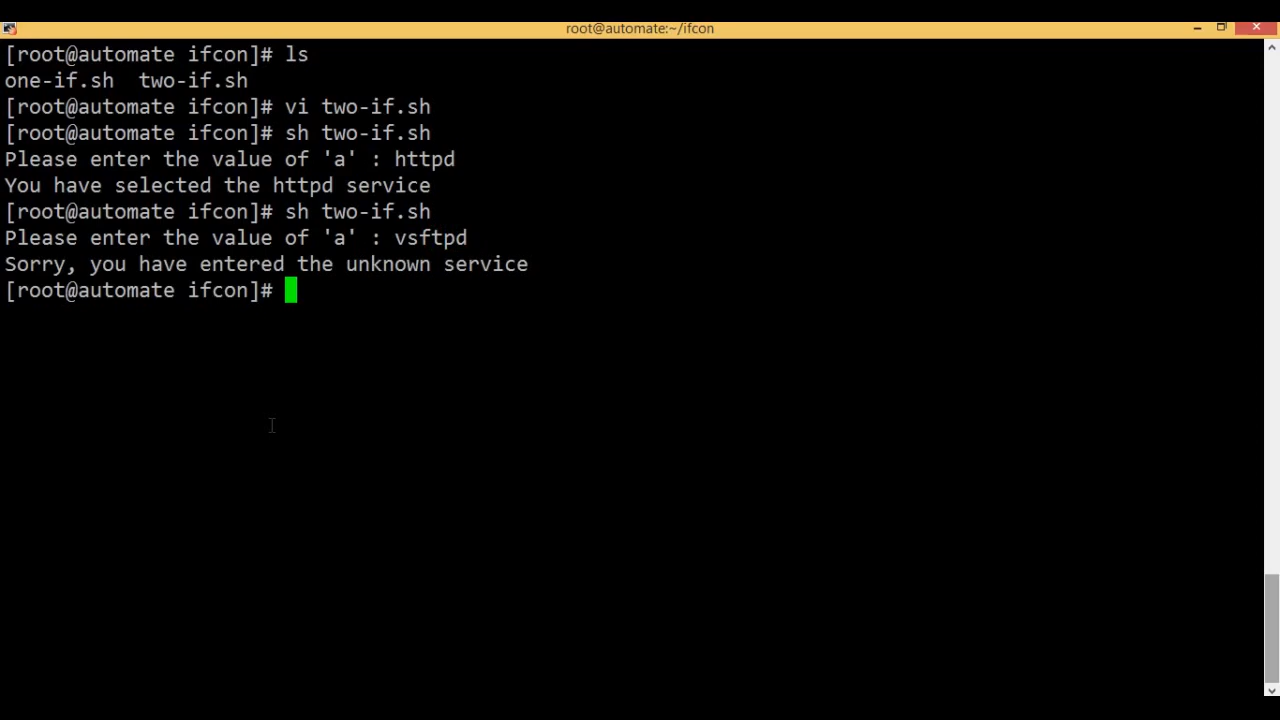 root@automate:~/ifcon
[root@automate ifcon]# ls
one-if.sh  two-if.sh
[root@automate ifcon]# vi two-if.sh
[root@automate ifcon]# sh two-if.sh
Please enter the value of 'a' : httpd
You have selected the httpd service
[root@automate ifcon]# sh two-if.sh
Please enter the value of 'a' : vsftpd
Sorry, you have entered the unknown service
[root@automate ifcon]#